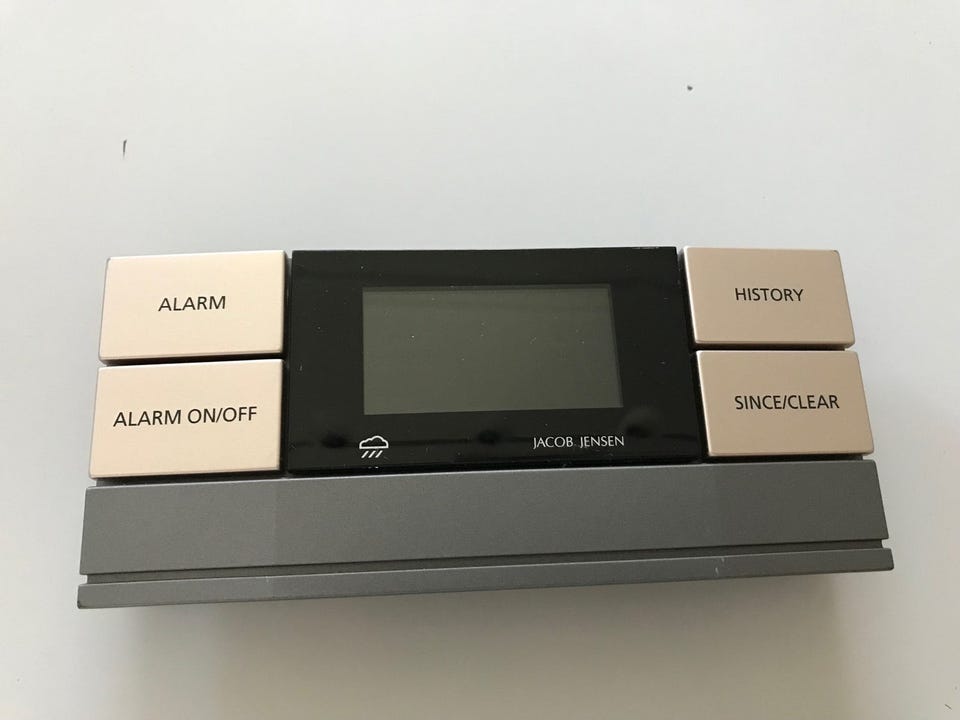 ALARM
HISTORY
ALARM ON/OFF
SINCE/CLEAR
JACOB JENSEN